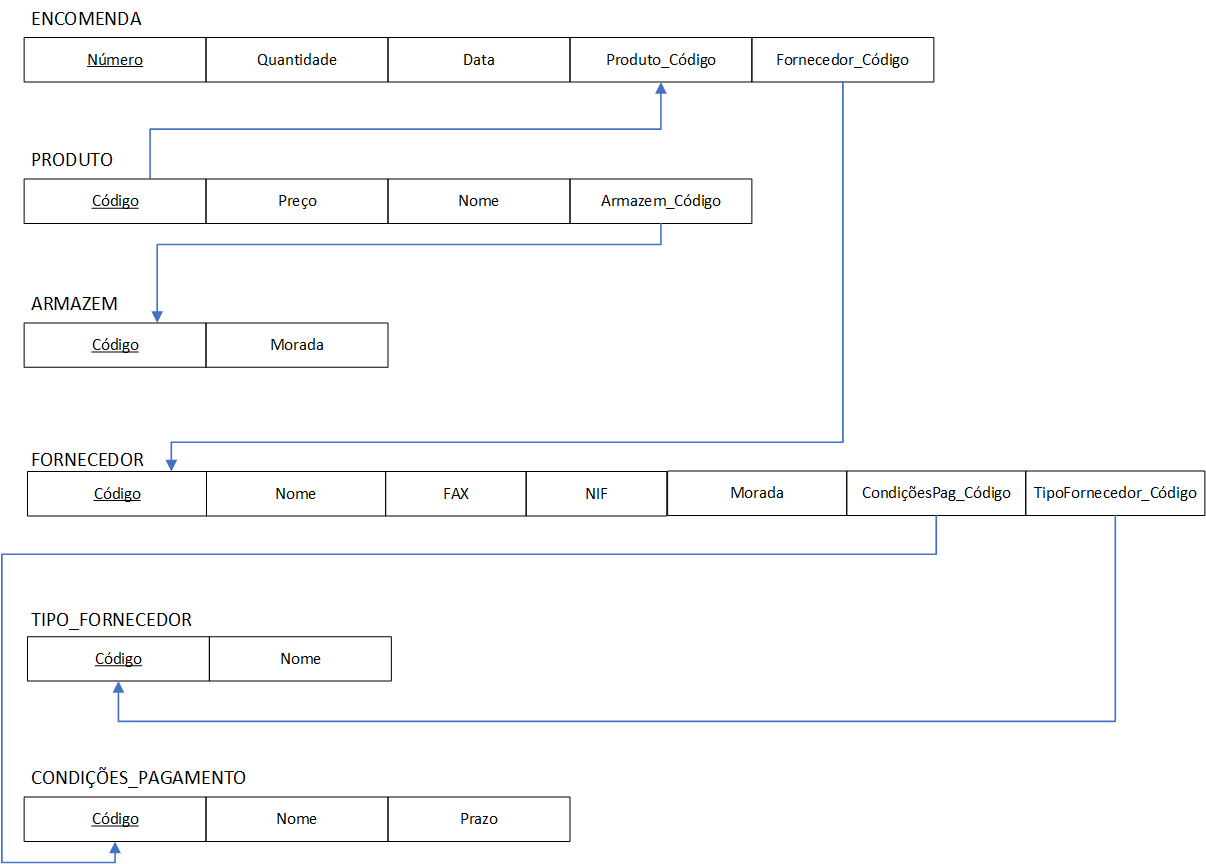 ENCOMENDA
Número Quantidade Data Produto_Código Fornecedor_Código
PRODUTO
Código Preço Nome Armazem_Código
ARMAZEM
Código Morada
FORNECEDOR
Código Nome FAX NIF Morada CondiçõesPag_Código TipoFornecedor_Código
TIPO_FORNECEDOR
Código Nome
CONDIÇÕES_PAGAMENTO
Código Nome Prazo